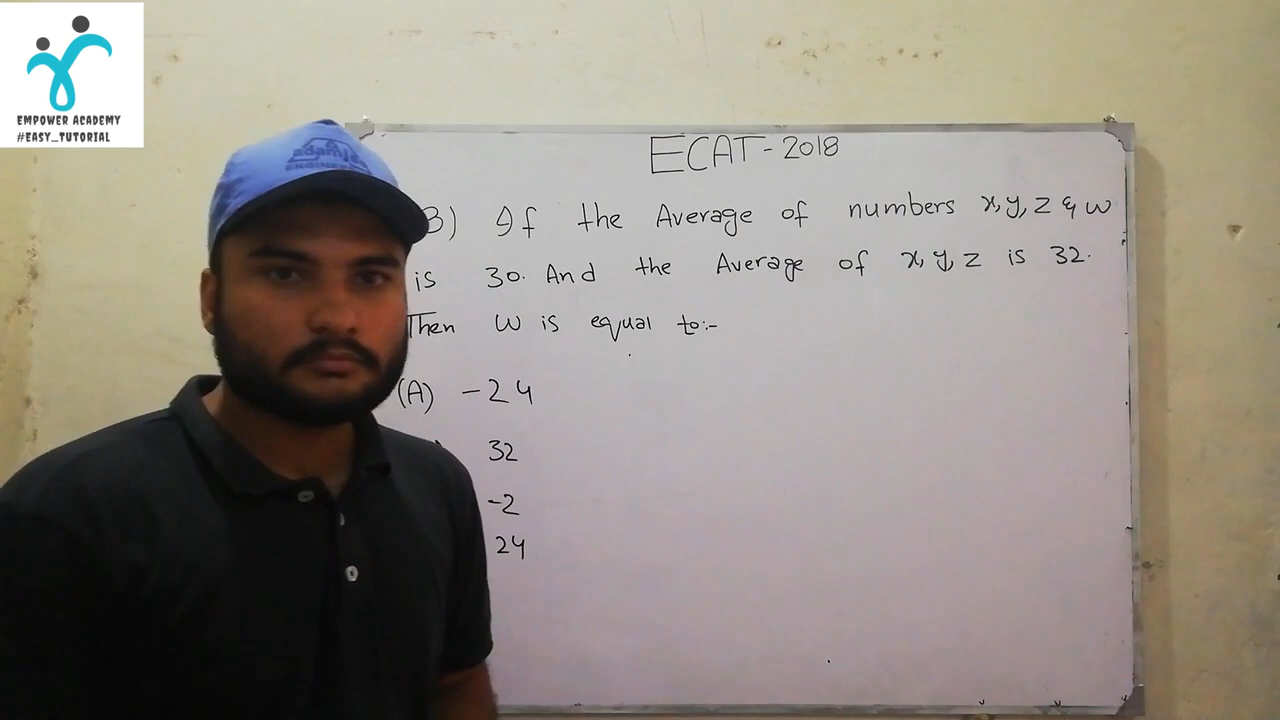 EMPOWER ACADEMY
#EASY_TUTORIAL
ECAT-2018
3) If the Average of numbers x, y, z & w
is 30. And the Average of x, y, z is 32.
Then w is equal to:-
(A) -24
32
-2
24